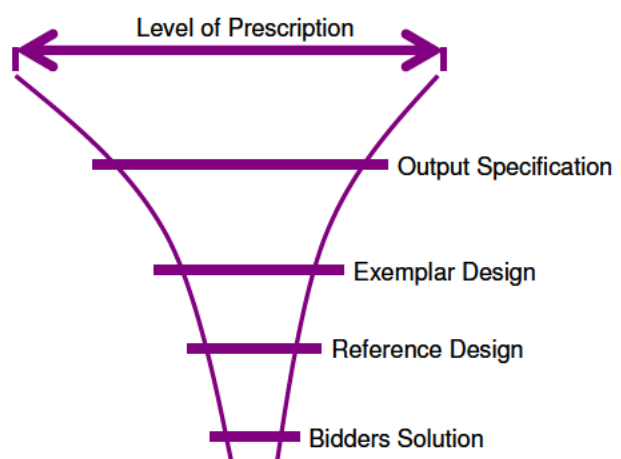 Level of Prescription
Output Specification
Exemplar Design
Reference Design
Bidders Solution